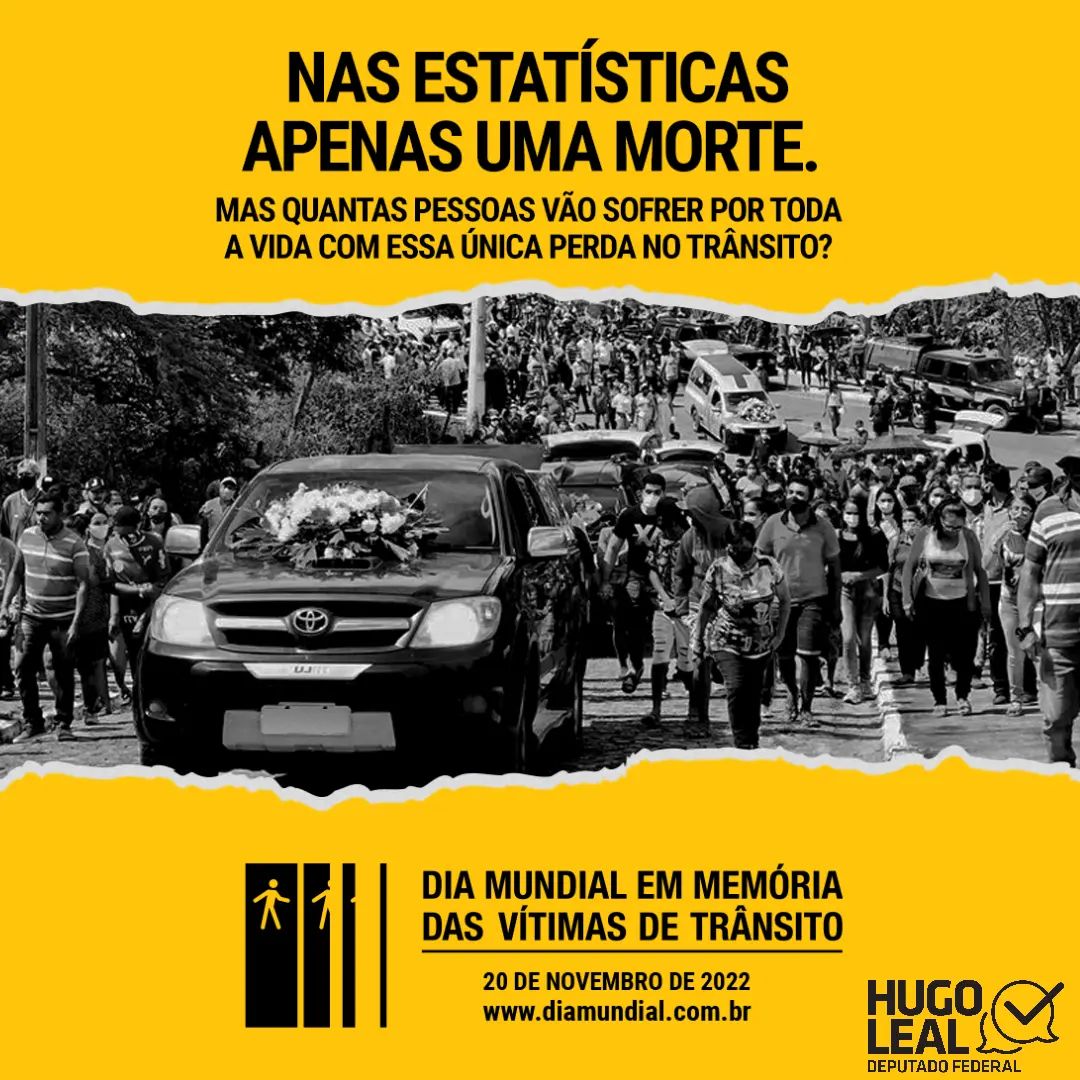 NAS ESTATÍSTICAS
APENAS UMA MORTE.
MAS QUANTAS PESSOAS VÃO SOFRER POR TODA
A VIDA COM ESSA ÚNICA PERDA NO TRÂNSITO?
DIA MUNDIAL EM MEMÓRIA
DAS VÍTIMAS DE TRÂNSITO
20 DE NOVEMBRO DE 2022
www.diamundial.com.br
HUGO
LEAL
DEPUTADO FEDERAL